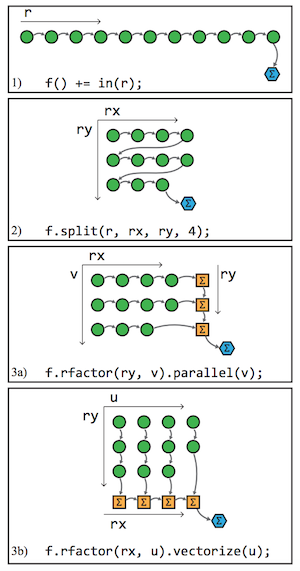 r
Σ
1) f() += in(r);
rx
ry
Σ
2) f.split(r, rx, ry, 4);
rx
v
ry
Σ
Σ
Σ
Σ
3a) f.rfactor(ry, v).parallel(v);
u
ry
Σ Σ Σ Σ
rx
Σ
3b) f.rfactor(rx, u).vectorize(u);